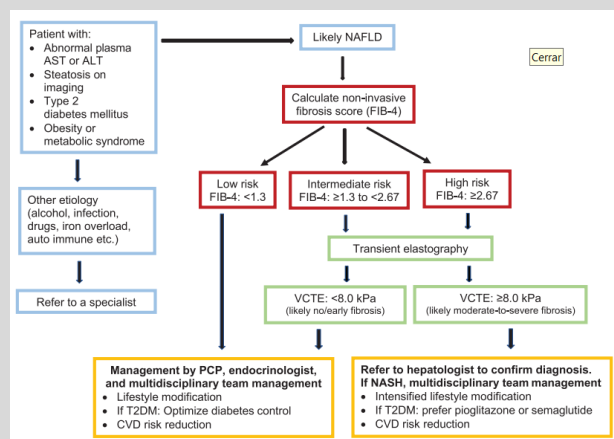 Patient with:
• Abnormal plasma
AST or ALT
• Steatosis on
imaging
• Type 2
diabetes mellitus
• Obesity or
metabolic syndrome
Likely NAFLD
Cerrar
Calculate non-invasive
fibrosis score (FIB-4)
Low risk
FIB-4: <1.3
Intermediate risk
FIB-4: ≥1.3 to <2.67
High risk
FIB-4: ≥2.67
Other etiology
(alcohol, infection,
drugs, iron overload,
auto immune etc.)
Transient elastography
Refer to a specialist
VCTE: <8.0 kPa
(likely no/early fibrosis)
VCTE: ≥8.0 kPa
(likely moderate-to-severe fibrosis)
Management by PCP, endocrinologist,
and multidisciplinary team management
• Lifestyle modification
• If T2DM: Optimize diabetes control
• CVD risk reduction
Refer to hepatologist to confirm diagnosis.
If NASH, multidisciplinary team management
• Intensified lifestyle modification
• If T2DM: prefer pioglitazone or semaglutide
• CVD risk reduction